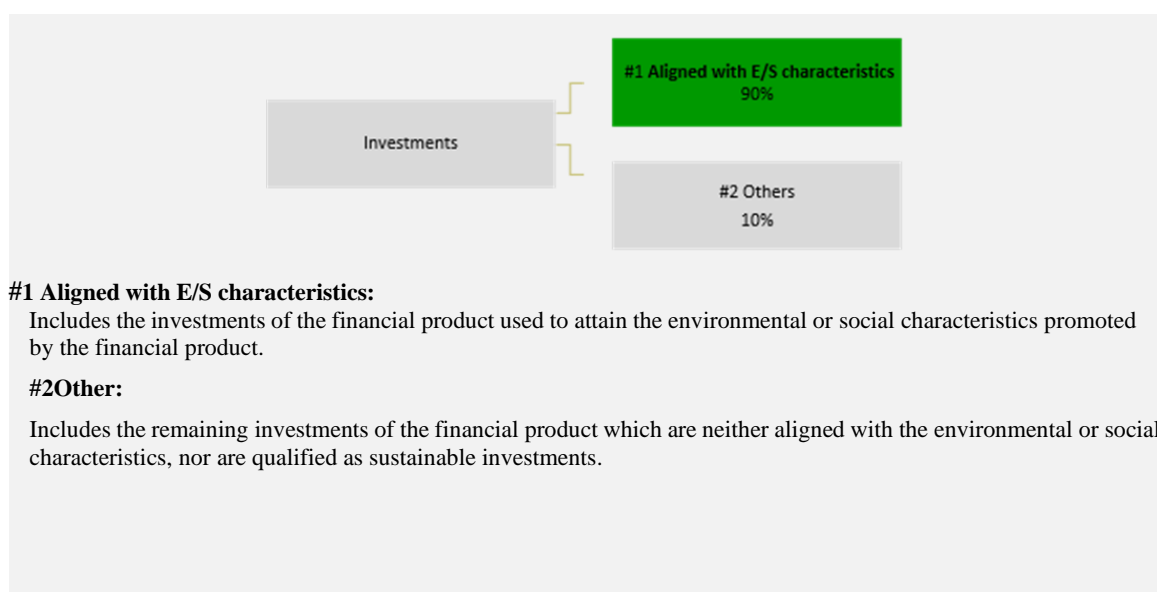 #1 Aligned with E/S characteristics
90%
Investments
#2 Others
10%
#1 Aligned with E/S characteristics:
Includes the investments of the financial product used to attain the environmental or social characteristics promoted
by the financial product.
#2Other:
Includes the remaining investments of the financial product which are neither aligned with the environmental or social
characteristics, nor are qualified as sustainable investments.